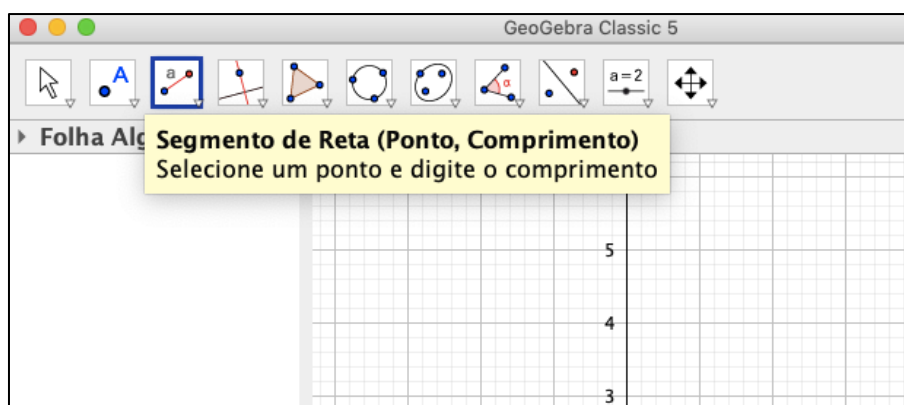 GeoGebra Classic 5
A
a
α
a=2
Folha Alg
Segmento de Reta (Ponto, Comprimento)
Selecione um ponto e digite o comprimento
5
4
3